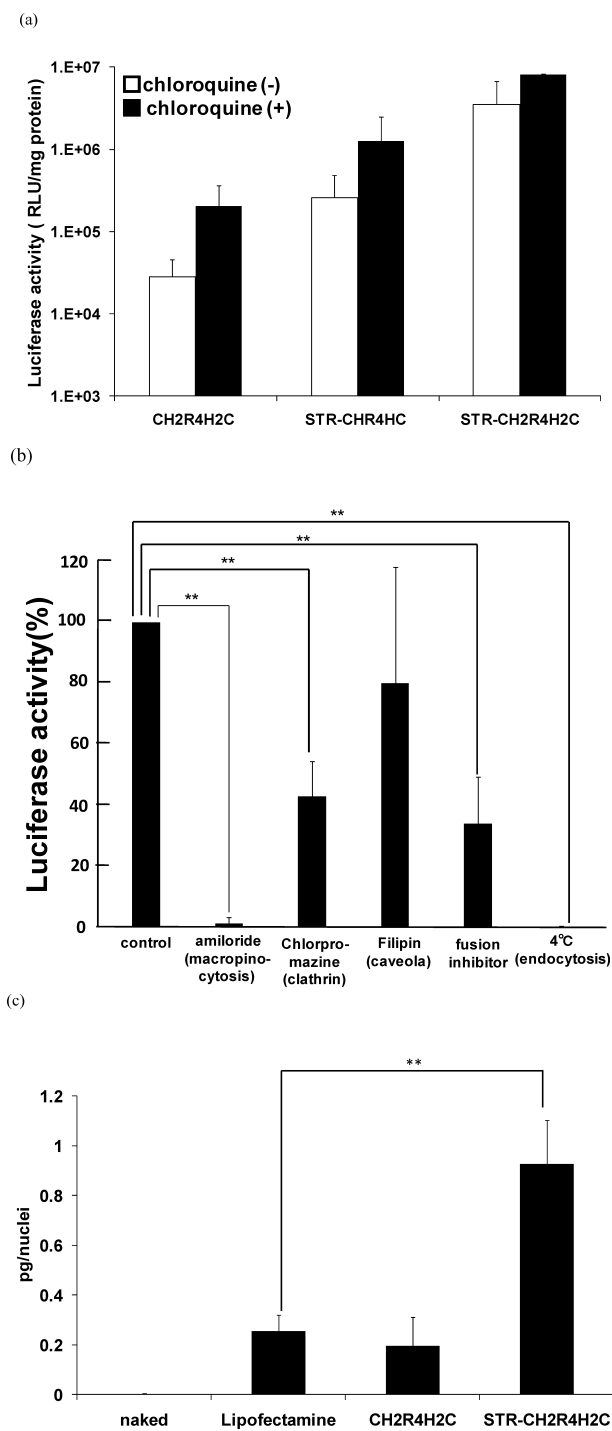 (a)
Luciferase activity ( RLU/mg protein)
1.E+07
1.E+06
1.E+05
1.E+04
1.E+03
chloroquine (-)
chloroquine (+)
CH2R4H2C
STR-CHR4HC
STR-CH2R4H2C
(b)
Luciferase activity(%)
120
100
80
60
40
20
0
**
**
**
**
control
amiloride
(macropino-
cytosis)
Chlorpro-
mazine
(clathrin)
Filipin
(caveola)
fusion
inhibitor
4℃
(endocytosis)
(c)
pg/nuclei
1.2
1
0.8
0.6
0.4
0.2
0
**
naked
Lipofectamine
CH2R4H2C
STR-CH2R4H2C